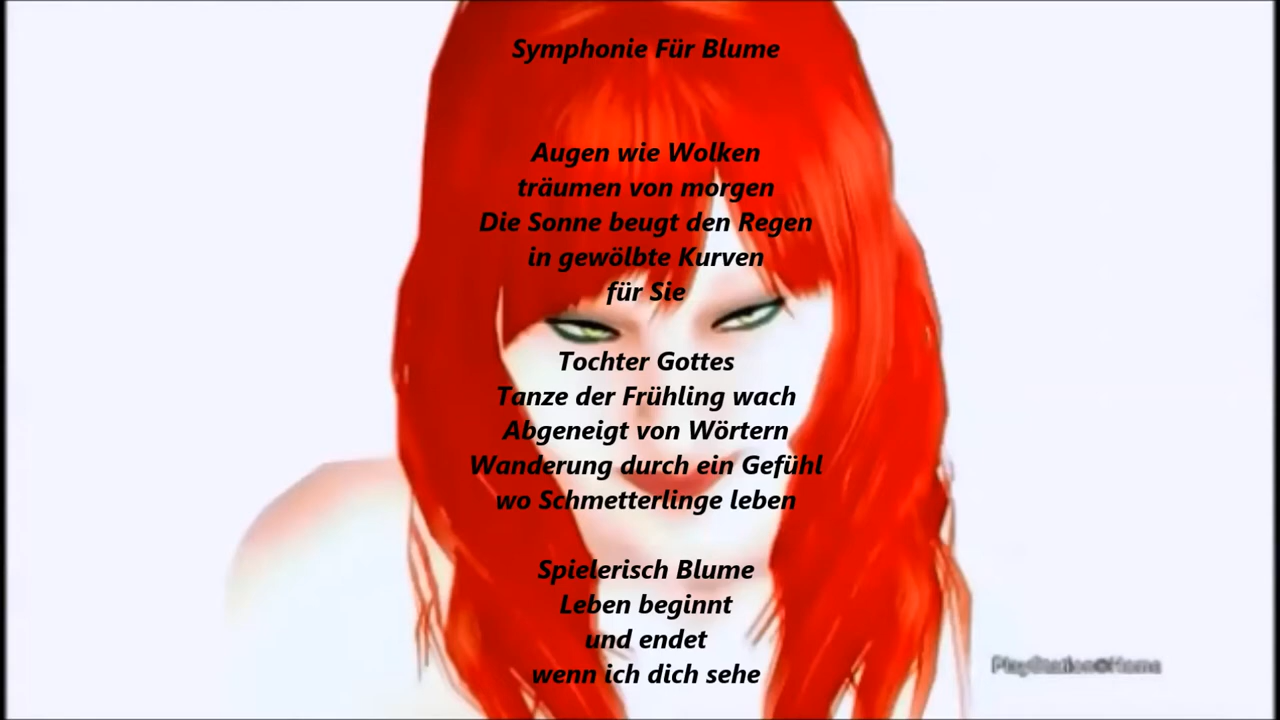 Symphonie Für Blume
Augen wie Wolken
träumen von morgen
Die Sonne beugt den Regen
in gewölbte Kurven
für Sie
Tochter Gottes
Tanze der Frühling wach
Abgeneigt von Wörtern
Wanderung durch ein Gefühl
wo Schmetterlinge leben
Spielerisch Blume
Leben beginnt
und endet
wenn ich dich sehe
PlayStation®Home